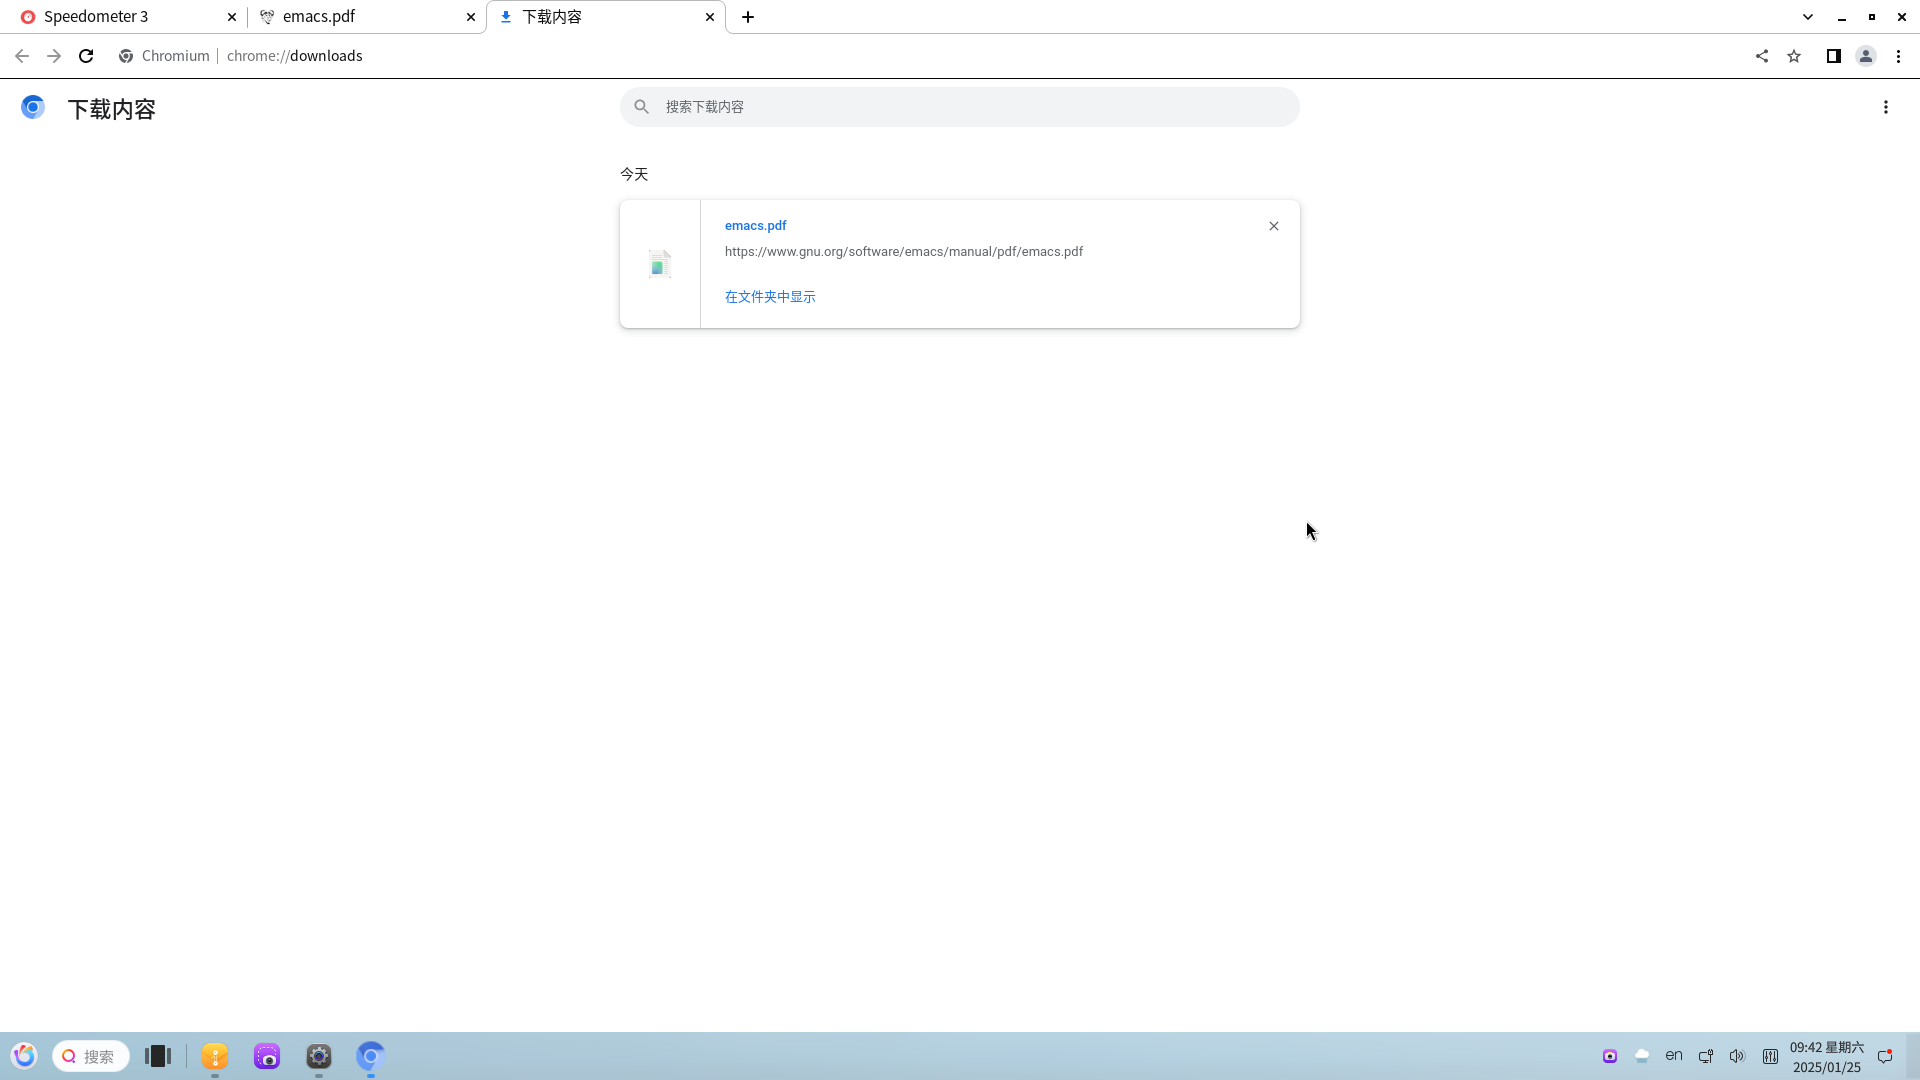 Speedometer 3
emacs.pdf
下载内容
Chromium
chrome://downloads
下载内容
搜索下载内容
今天
emacs.pdf
https://www.gnu.org/software/emacs/manual/pdf/emacs.pdf
在文件夹中显示
搜索
en
09:42 星期六
2025/01/25